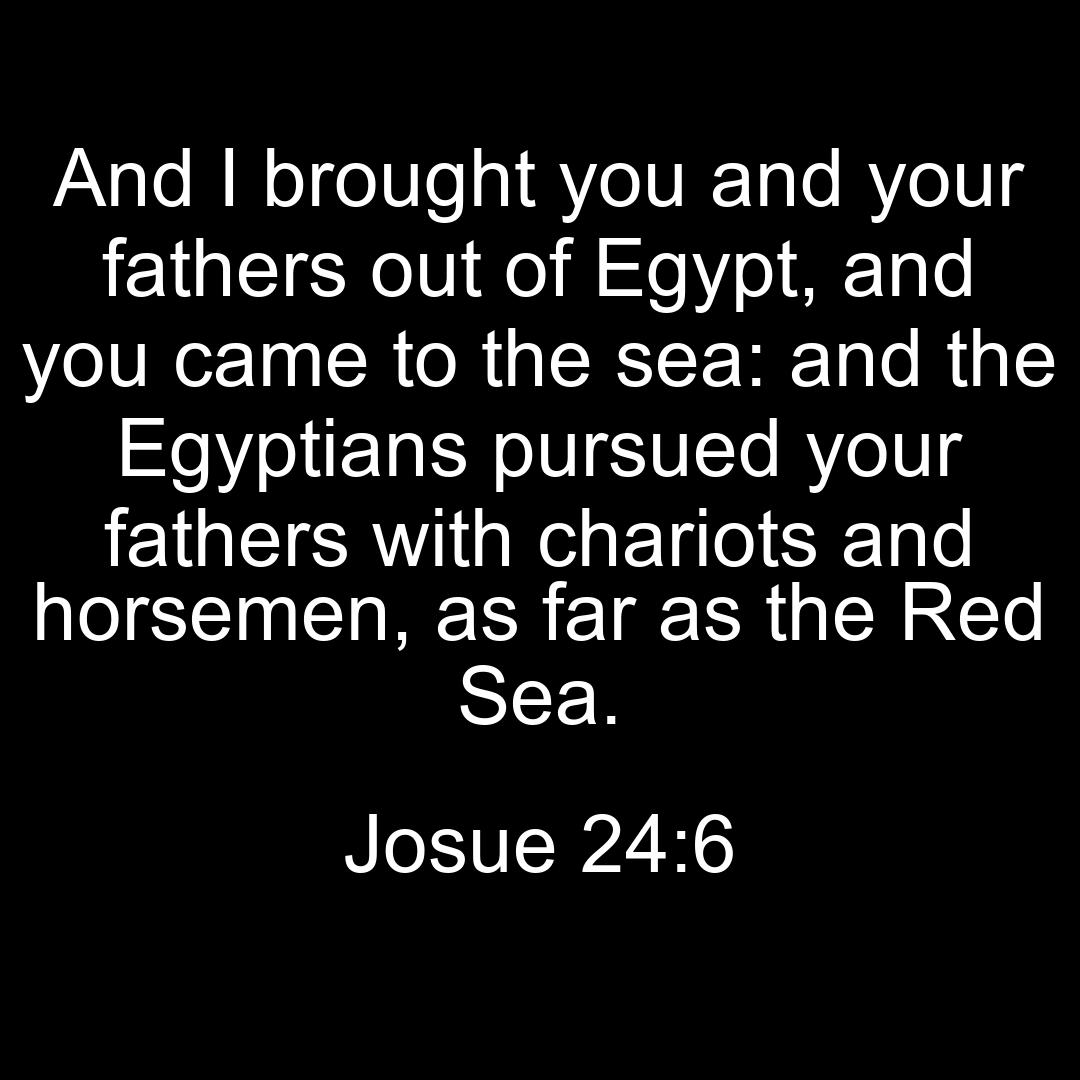 And I brought you and your
fathers out of Egypt, and
you came to the sea: and the
Egyptians pursued your
fathers with chariots and
horsemen, as far as the Red
Sea.
Josue 24:6